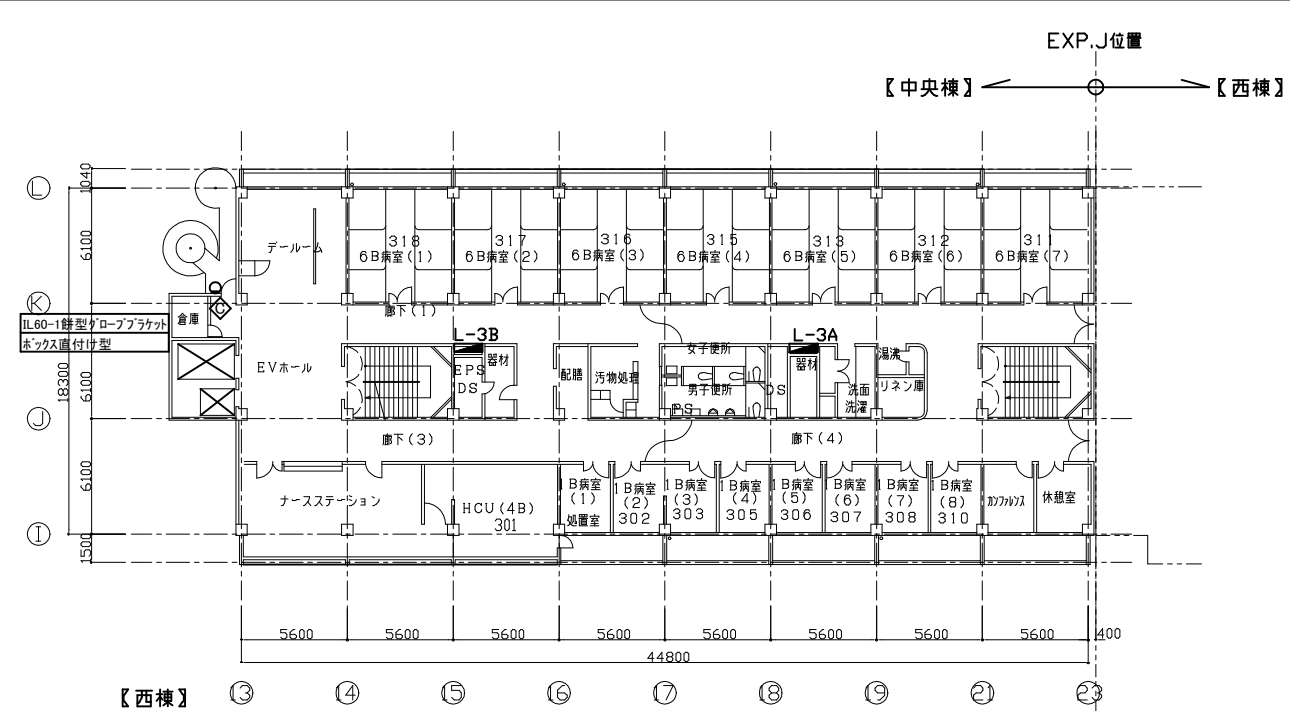 EXP.J位置
【中央棟】
【西棟】
L
1040
6100
K
18300
6100
J
6100
I
1500
デールーム
318
6B病室(1)
317
6B病室(2)
316
6B病室(3)
315
6B病室(4)
313
6B病室(5)
312
6B病室(6)
311
6B病室(7)
C
倉庫
廊下(1)
IL60-1餅型グローブブラケット
ボックス直付け型
L-3B
L-3A
EVホール
EPS
DS
器材
配膳
汚物処理
女子便所
男子便所
PS
DS
器材
湯沸
リネン庫
洗面
洗濯
廊下(3)
廊下(4)
ナースステーション
HCU(4B)
301
1B病室
(1)
処置室
1B病室
(2)
302
1B病室
(3)
303
1B病室
(4)
305
1B病室
(5)
306
1B病室
(6)
307
1B病室
(7)
308
1B病室
(8)
310
カンファレンス
休憩室
5600
5600
5600
5600
5600
5600
5600
5600
400
44800
【西棟】
13
14
15
16
17
18
19
21
23